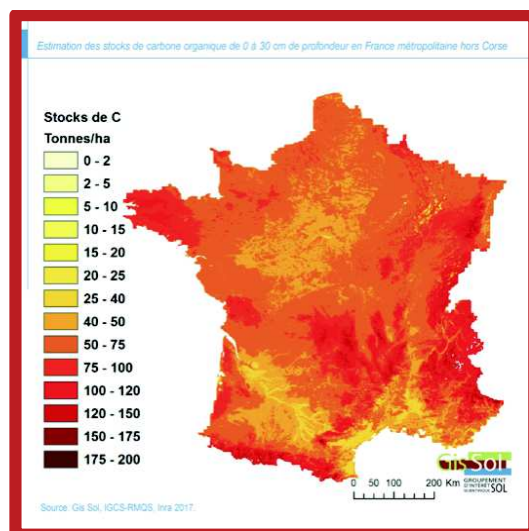 Estimation des stocks de carbone organique de 0 à 30 cm de profondeur en France métropolitaine hors Corse
Stocks de C
Tonnes/ha
0 - 2
2 - 5
5 - 10
10 - 15
15 - 20
20 - 25
25 - 40
40 - 50
50 - 75
75 - 100
100 - 120
120 - 150
150 - 175
175 - 200
Gis Sol
GROUPEMENT
D'INTÉRÊT
SCIENTIFIQUE SOL
0 50 100 200 Km
Source: Gis Sol, IGCS-RMQS, Inra 2017.